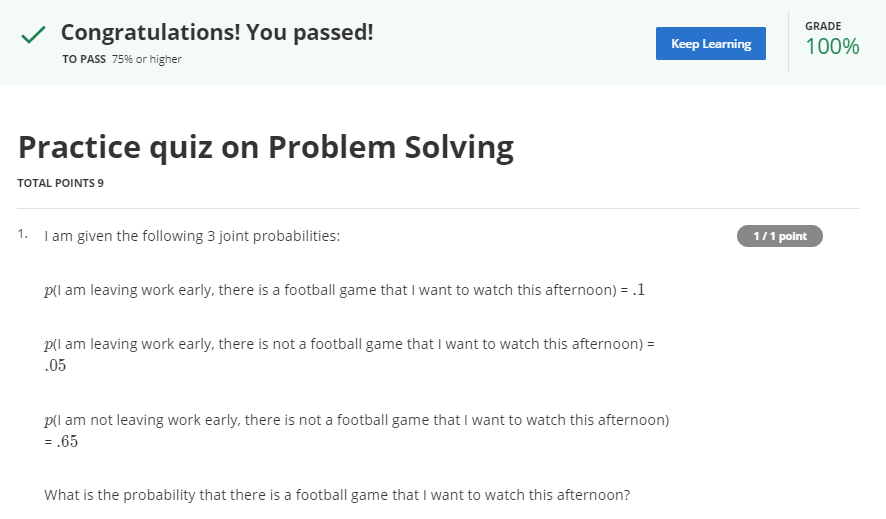 Congratulations! You passed!
TO PASS 75% or higher
Keep Learning
GRADE
100%
Practice quiz on Problem Solving
TOTAL POINTS 9
1. I am given the following 3 joint probabilities:
1 / 1 point
p(I am leaving work early, there is a football game that I want to watch this afternoon) = .1
p(I am leaving work early, there is not a football game that I want to watch this afternoon) =
.05
p(I am not leaving work early, there is not a football game that I want to watch this afternoon)
= .65
What is the probability that there is a football game that I want to watch this afternoon?